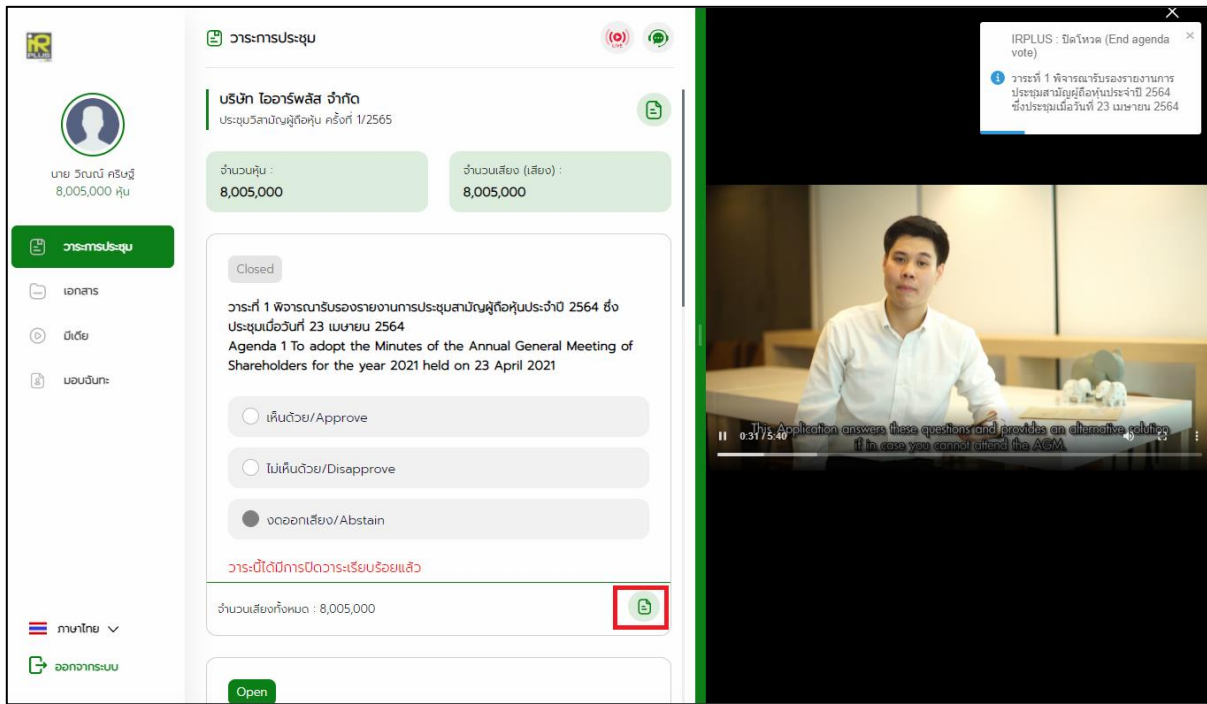 iR
PLUS
นาย วิณณ์ ศริษฐ์
8,005,000 หุ้น
วาระการประชุม
เอกสาร
มีเดีย
มอบฉันทะ
ภาษาไทย
ออกจากระบบ
วาระการประชุม
LIVE
บริษัท ไออาร์พลัส จำกัด
ประชุมวิสามัญผู้ถือหุ้น ครั้งที่ 1/2565
จำนวนหุ้น :
8,005,000
จำนวนเสียง (เสียง) :
8,005,000
Closed
วาระที่ 1 พิจารณารับรองรายงานการประชุมสามัญผู้ถือหุ้นประจำปี 2564 ซึ่ง
ประชุมเมื่อวันที่ 23 เมษายน 2564
Agenda 1 To adopt the Minutes of the Annual General Meeting of
Shareholders for the year 2021 held on 23 April 2021
เห็นด้วย/Approve
ไม่เห็นด้วย/Disapprove
งดออกเสียง/Abstain
วาระนี้ได้มีการปิดวาระเรียบร้อยแล้ว
จำนวนเสียงทั้งหมด : 8,005,000
Open
IRPLUS : ปิดโหวต (End agenda
vote)
วาระที่ 1 พิจารณารับรองรายงานการ
ประชุมสามัญผู้ถือหุ้นประจำปี 2564
ซึ่งประชุมเมื่อวันที่ 23 เมษายน 2564
0:31 / 5:40
This Application answers these questions and provides an alternative solution
if in case you cannot attend the AGM.